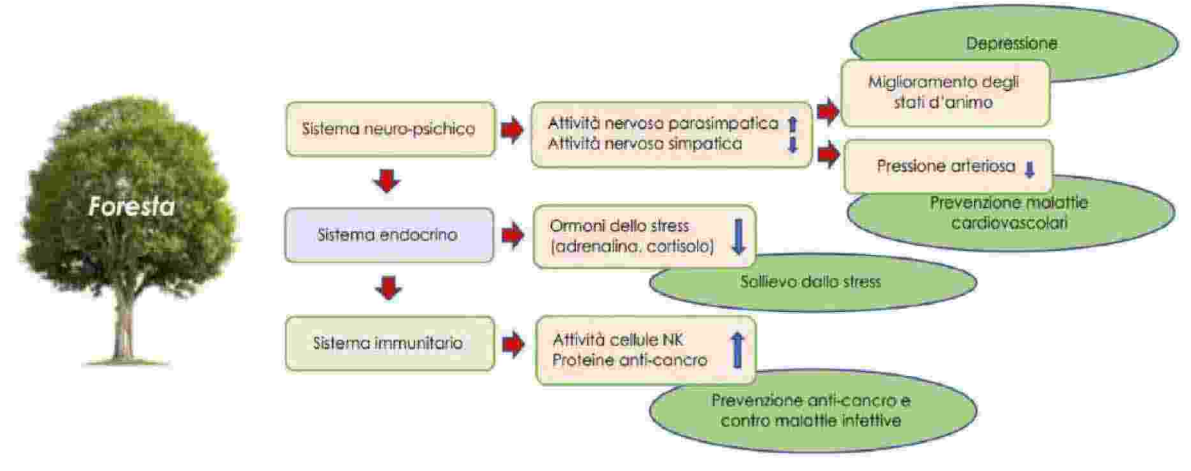 Foresta
Sistema neuro-psichico
Attività nervosa parasimpatica
Attività nervosa simpatica
Depressione
Miglioramento degli
stati d'animo
Pressione arteriosa
Prevenzione malattie
cardiovascolari
Sistema endocrino
Ormoni dello stress
(adrenalina, cortisolo)
Sollievo dallo stress
Sistema immunitario
Attività cellule NK
Proteine anti-cancro
Prevenzione anti-cancro e
contro malattie infettive